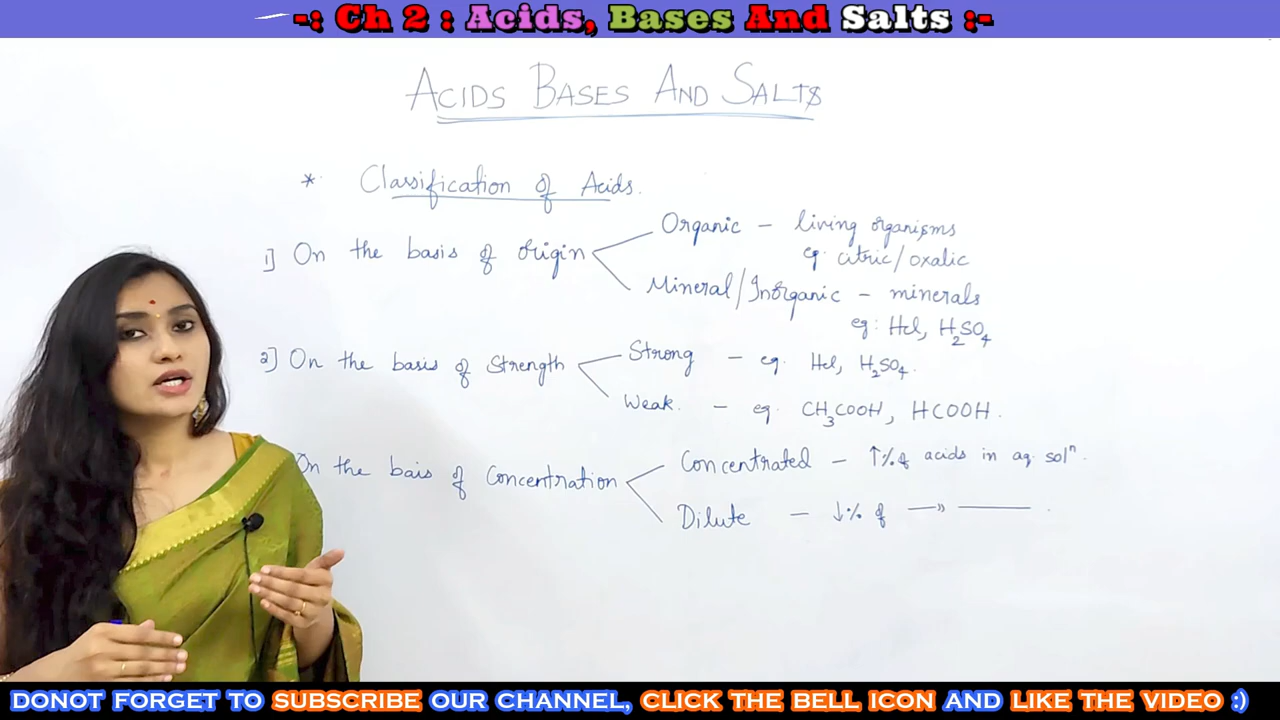 -: Ch 2 : Acids, Bases And Salts :-
ACIDS BASES AND SALTS
* Classification of Acids.
1] On the basis of origin
Organic - living organisms
eg. citric/oxalic
Mineral/Inorganic - minerals
eg: Hcl, H2SO4
2] On the basis of Strength
Strong - eg. Hcl, H2SO4.
Weak. - eg. CH3COOH, HCOOH.
On the bais of Concentration
Concentrated - ↑% of acids in aq. solⁿ.
Dilute - ↓% of —»—.
DONOT FORGET TO SUBSCRIBE OUR CHANNEL, CLICK THE BELL ICON AND LIKE THE VIDEO :)